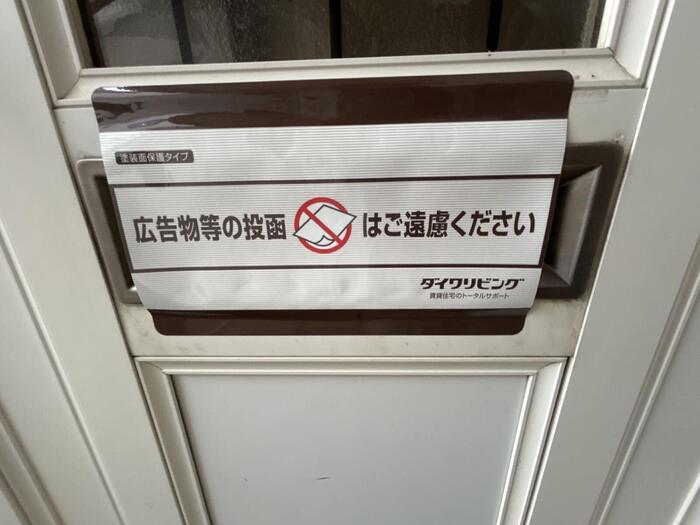 塗装面保護タイプ
広告物等の投函はご遠慮ください
ダイワリビング
賃貸住宅のトータルサポート